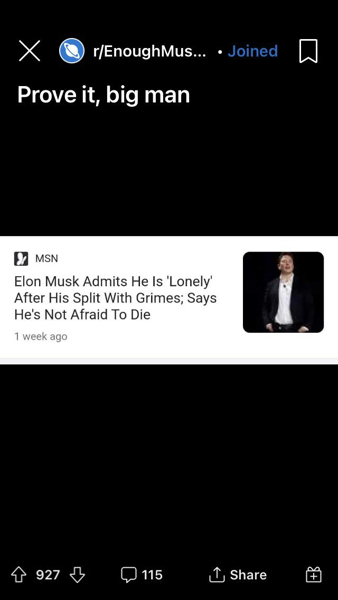 r/EnoughMus... • Joined
Prove it, big man
MSN
Elon Musk Admits He Is 'Lonely'
After His Split With Grimes; Says
He's Not Afraid To Die
1 week ago
927
115
Share